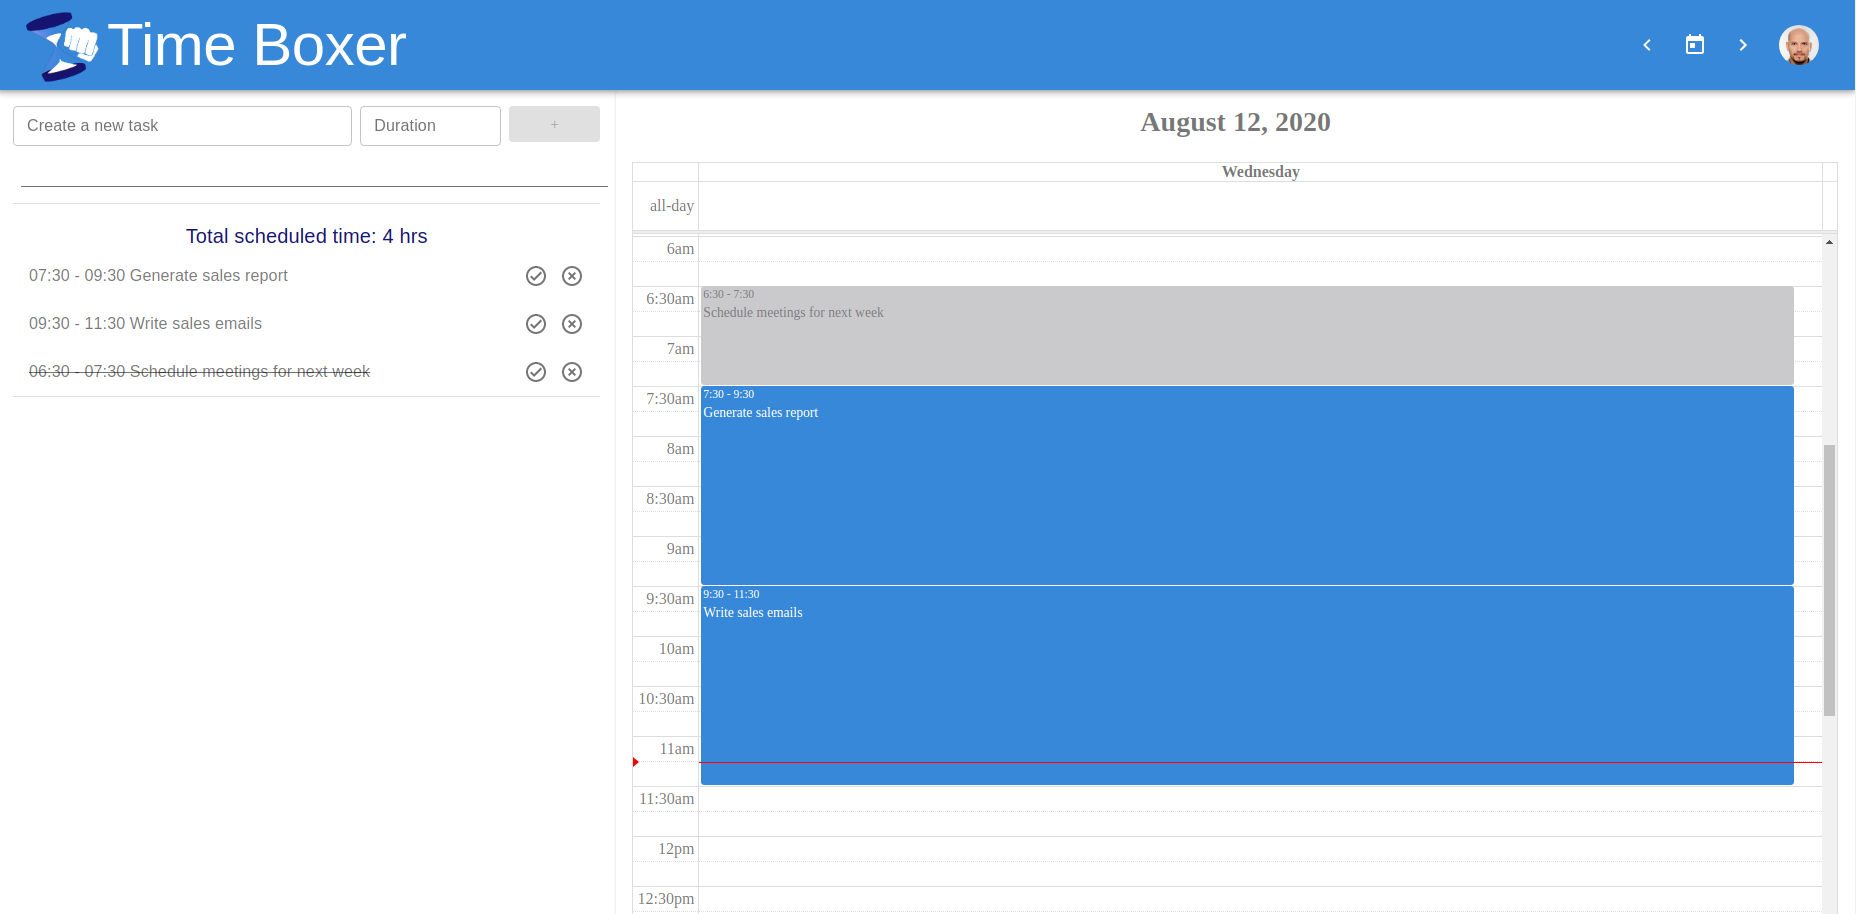 Time Boxer
Create a new task
Duration
+
Total scheduled time: 4 hrs
07:30 - 09:30 Generate sales report
09:30 - 11:30 Write sales emails
06:30 - 07:30 Schedule meetings for next week
August 12, 2020
Wednesday
all-day
6am
6:30am
6:30 - 7:30
Schedule meetings for next week
7am
7:30am
7:30 - 9:30
Generate sales report
8am
8:30am
9am
9:30am
9:30 - 11:30
Write sales emails
10am
10:30am
11am
11:30am
12pm
12:30pm